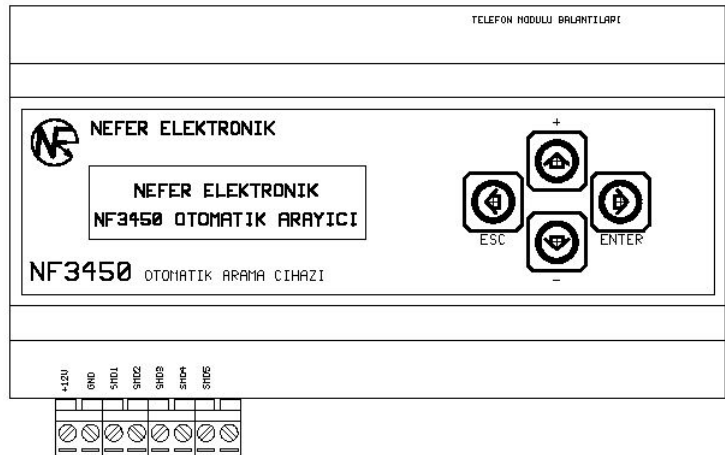 TELEFON MODULU BALANTILARI
NEFER ELEKTRONIK
NEFER ELEKTRONIK
NF3450 OTOMATIK ARAYICI
+
ESC
ENTER
-
NF3450 OTOMATIK ARAMA CIHAZI
+12V
GND
SMD1
SMD2
SMD3
SMD4
SMD5